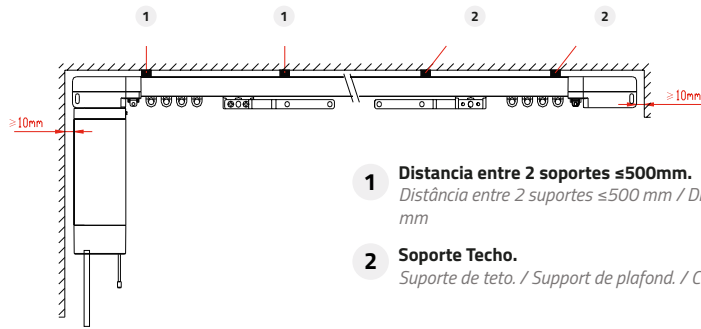 1 1 2 2
≥10mm
≥10mm
1 Distancia entre 2 soportes ≤500mm.
Distância entre 2 suportes ≤500 mm /
mm
2 Soporte Techo.
Suporte de teto. / Support de plafond. /